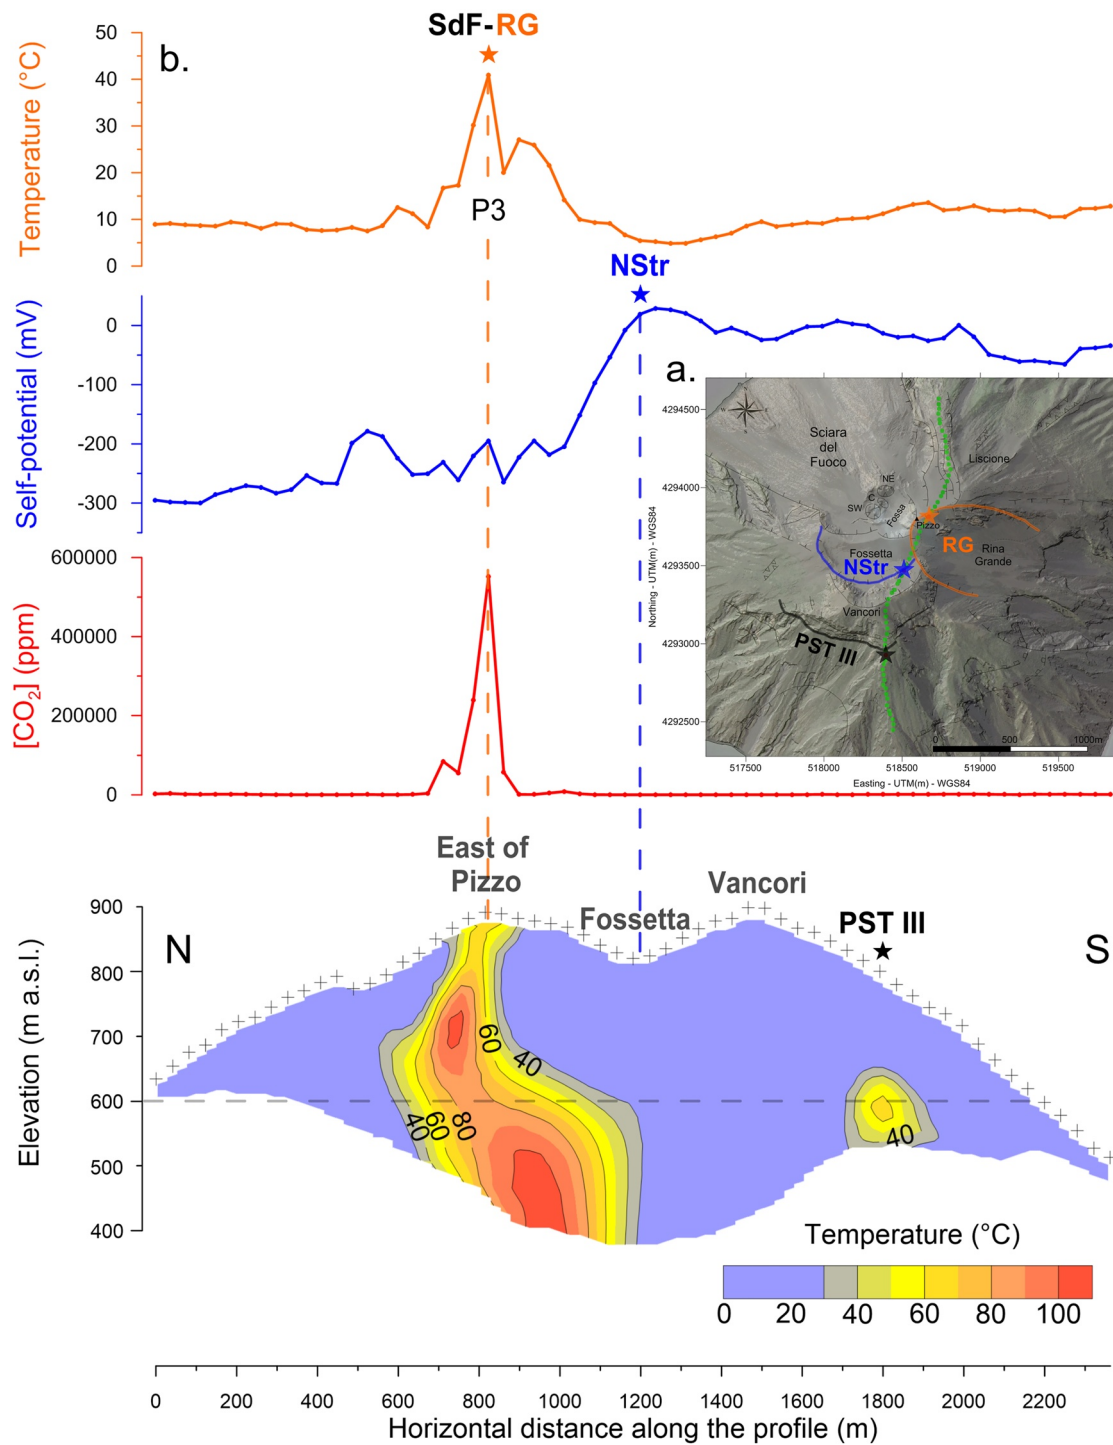 SdF-RG
b.
50
40
30
20
10
0
Temperature (°C)
P3
NStr
0
-100
-200
-300
Self-potential (mV)
a.
4294500
4294000
4293500
4293000
4292500
Northing - UTM(m) - WGS84
N
E
S
W
Sciara
del
Fuoco
Liscione
NE
C
SW
Fossa
Pizzo
RG
Fossetta
Rina
Grande
NStr
Vancori
PST III
0
500
1000m
517500
518000
518500
519000
519500
Easting - UTM(m) - WGS84
600000
400000
200000
0
[CO2] (ppm)
East of
Pizzo
Fossetta
Vancori
PST III
N
S
900
800
700
600
500
400
Elevation (m a.s.l.)
60
40
40
60
80
40
Temperature (°C)
0
20
40
60
80
100
0
200
400
600
800
1000
1200
1400
1600
1800
2000
2200
Horizontal distance along the profile (m)